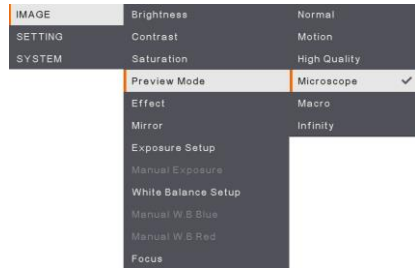 IMAGE
SETTING
SYSTEM
Brightness
Contrast
Saturation
Preview Mode
Effect
Mirror
Exposure Setup
Manual Exposure
White Balance Setup
Manual W.B Blue
Manual W.B Red
Focus
Normal
Motion
High Quality
Microscope
Macro
Infinity